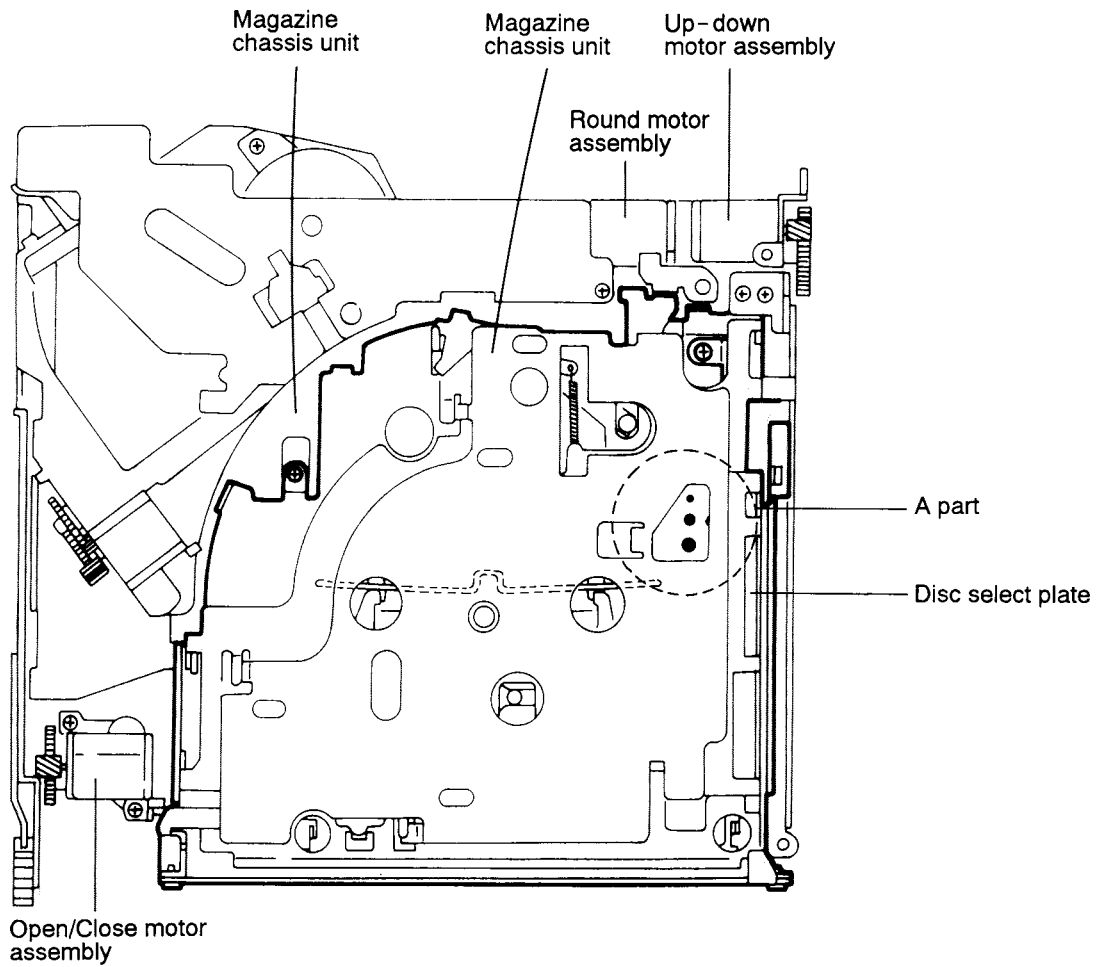 Magazine
chassis unit
Magazine
chassis unit
Up-down
motor assembly
Round motor
assembly
A part
Disc select plate
Open/Close motor
assembly